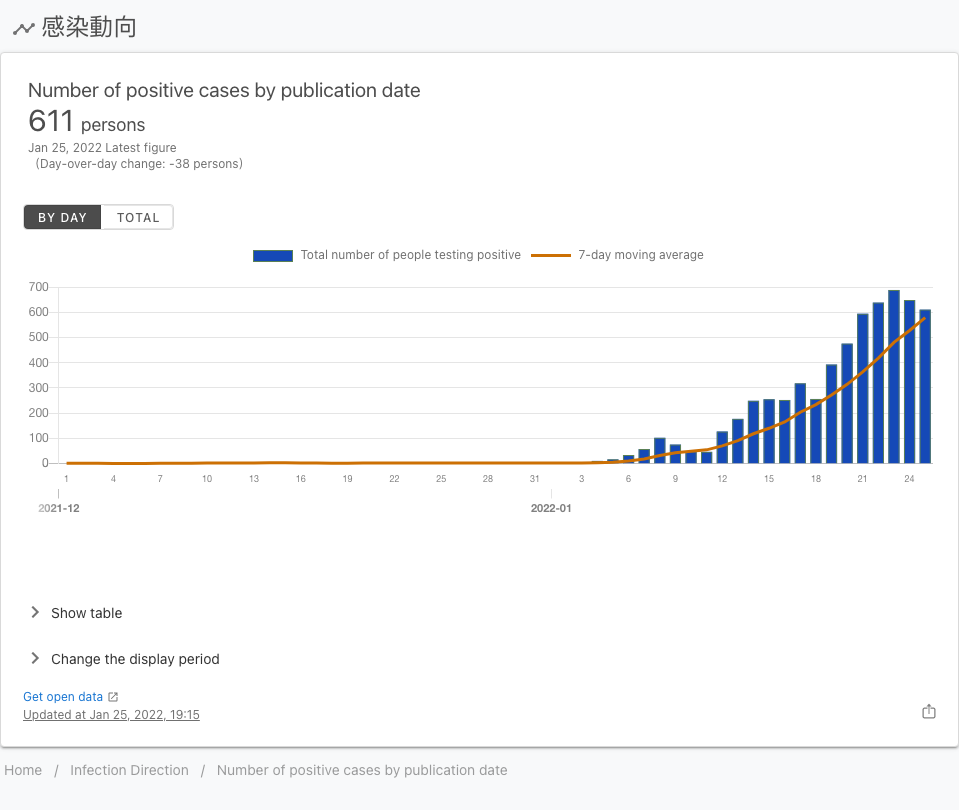 感染動向
Number of positive cases by publication date
611 persons
Jan 25, 2022 Latest figure
(Day-over-day change: -38 persons)
BY DAY TOTAL
Total number of people testing positive 7-day moving average
700
600
500
400
300
200
100
0
1 4 7 10 13 16 19 22 25 28 31 3 6 9 12 15 18 21 24
2021-12 2022-01
Show table
Change the display period
Get open data
Updated at Jan 25, 2022, 19:15
Home / Infection Direction / Number of positive cases by publication date